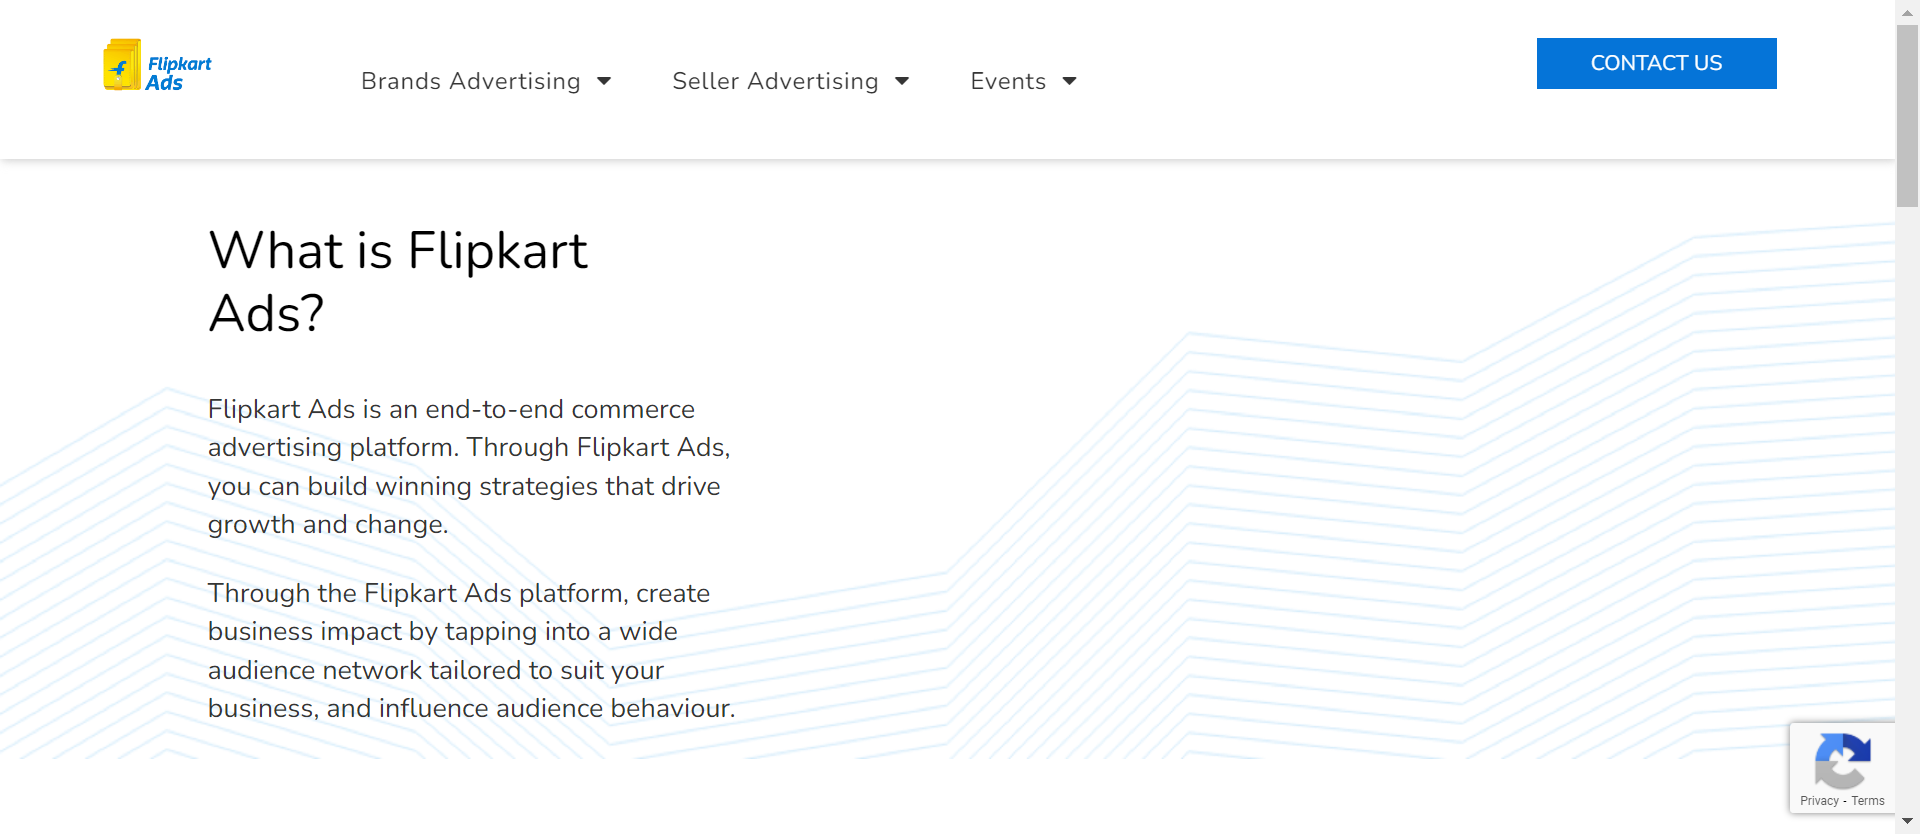 Flipkart
Ads
Brands Advertising
Seller Advertising
Events
CONTACT US
What is Flipkart
Ads?
Flipkart Ads is an end-to-end commerce
advertising platform. Through Flipkart Ads,
you can build winning strategies that drive
growth and change.
Through the Flipkart Ads platform, create
business impact by tapping into a wide
audience network tailored to suit your
business, and influence audience behaviour.
Privacy - Terms